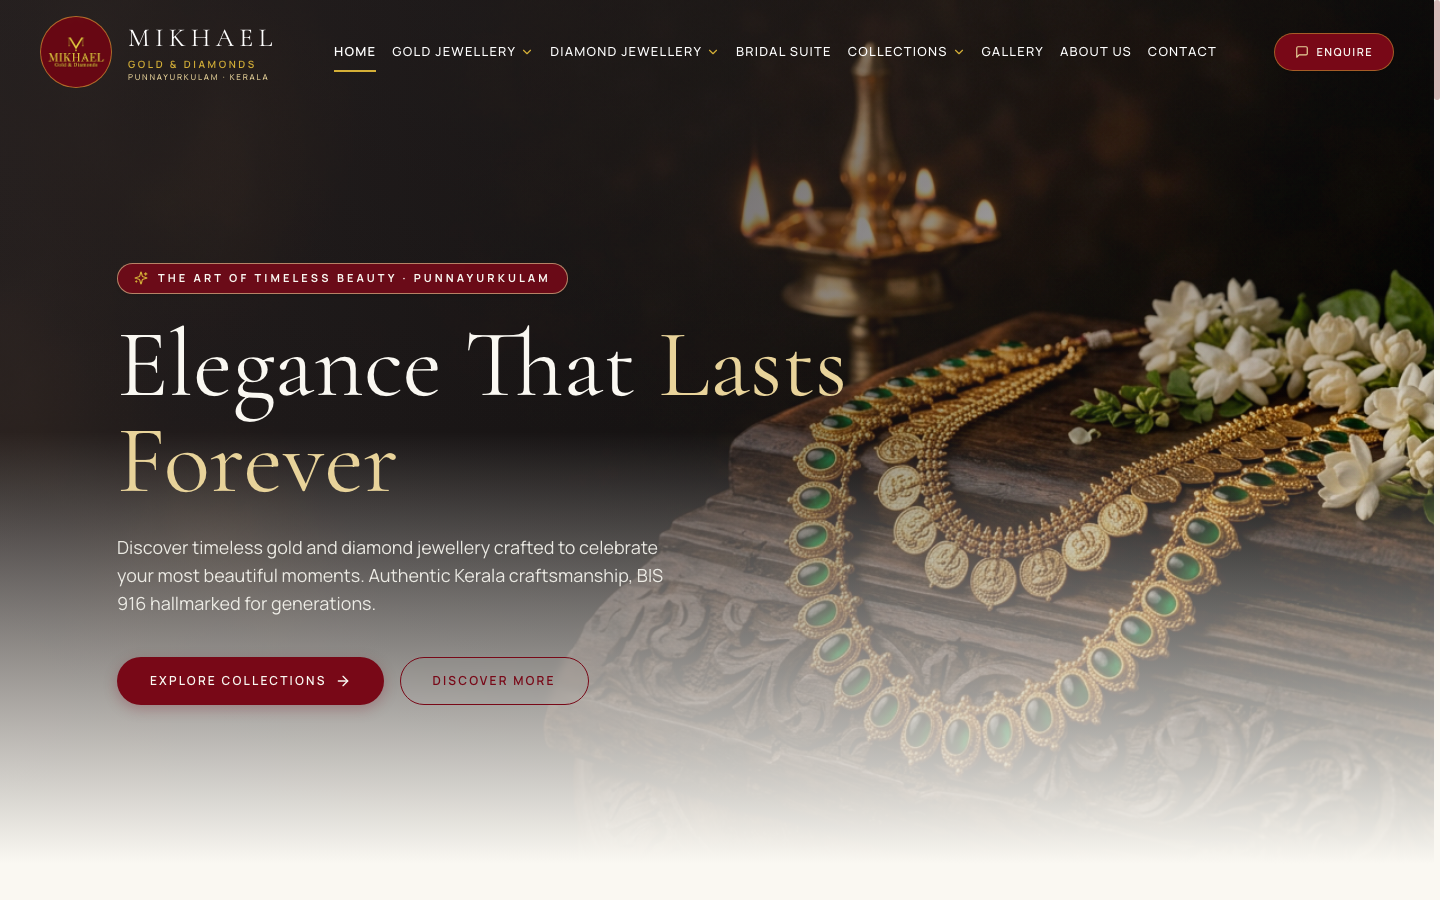 MIKHAEL
Gold & Diamonds
MIKHAEL
GOLD & DIAMONDS
PUNNAYURKULAM · KERALA
HOME
GOLD JEWELLERY
DIAMOND JEWELLERY
BRIDAL SUITE
COLLECTIONS
GALLERY
ABOUT US
CONTACT
ENQUIRE
THE ART OF TIMELESS BEAUTY · PUNNAYURKULAM
Elegance That Lasts
Forever
Discover timeless gold and diamond jewellery crafted to celebrate
your most beautiful moments. Authentic Kerala craftsmanship, BIS
916 hallmarked for generations.
EXPLORE COLLECTIONS
DISCOVER MORE